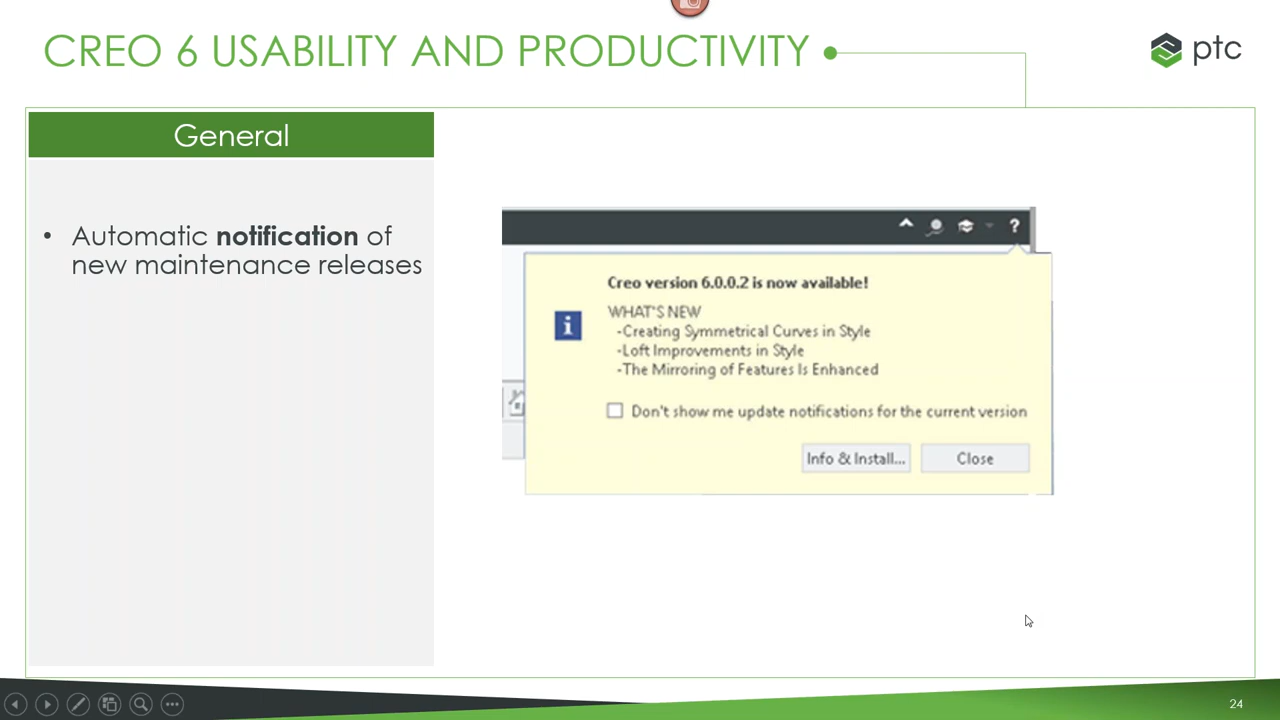 CREO 6 USABILITY AND PRODUCTIVITY
ptc
General
• Automatic notification of
new maintenance releases
?
Creo version 6.0.0.2 is now available!
i
WHAT'S NEW
-Creating Symmetrical Curves in Style
-Loft Improvements in Style
-The Mirroring of Features Is Enhanced
Don't show me update notifications for the current version
Info & Install...
Close
24